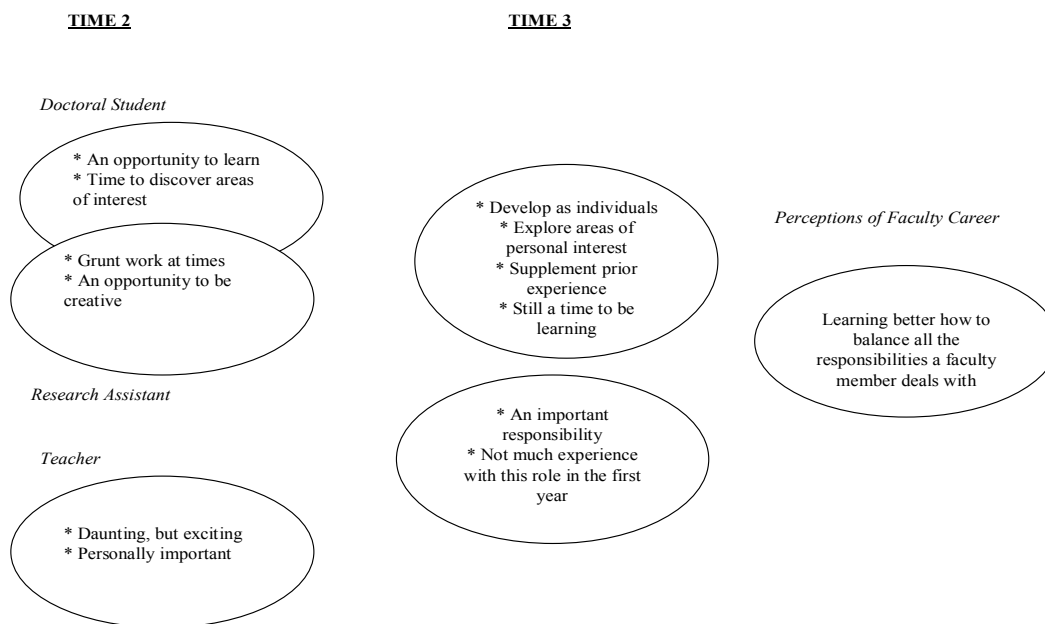 TIME 2
TIME 3
Doctoral Student
* An opportunity to learn
* Time to discover areas
of interest
* Grunt work at times
* An opportunity to be
creative
Research Assistant
Teacher
* Daunting, but exciting
* Personally important
* Develop as individuals
* Explore areas of
personal interest
* Supplement prior
experience
* Still a time to be
learning
* An important
responsibility
* Not much experience
with this role in the first
year
Perceptions of Faculty Career
Learning better how to
balance all the
responsibilities a faculty
member deals with